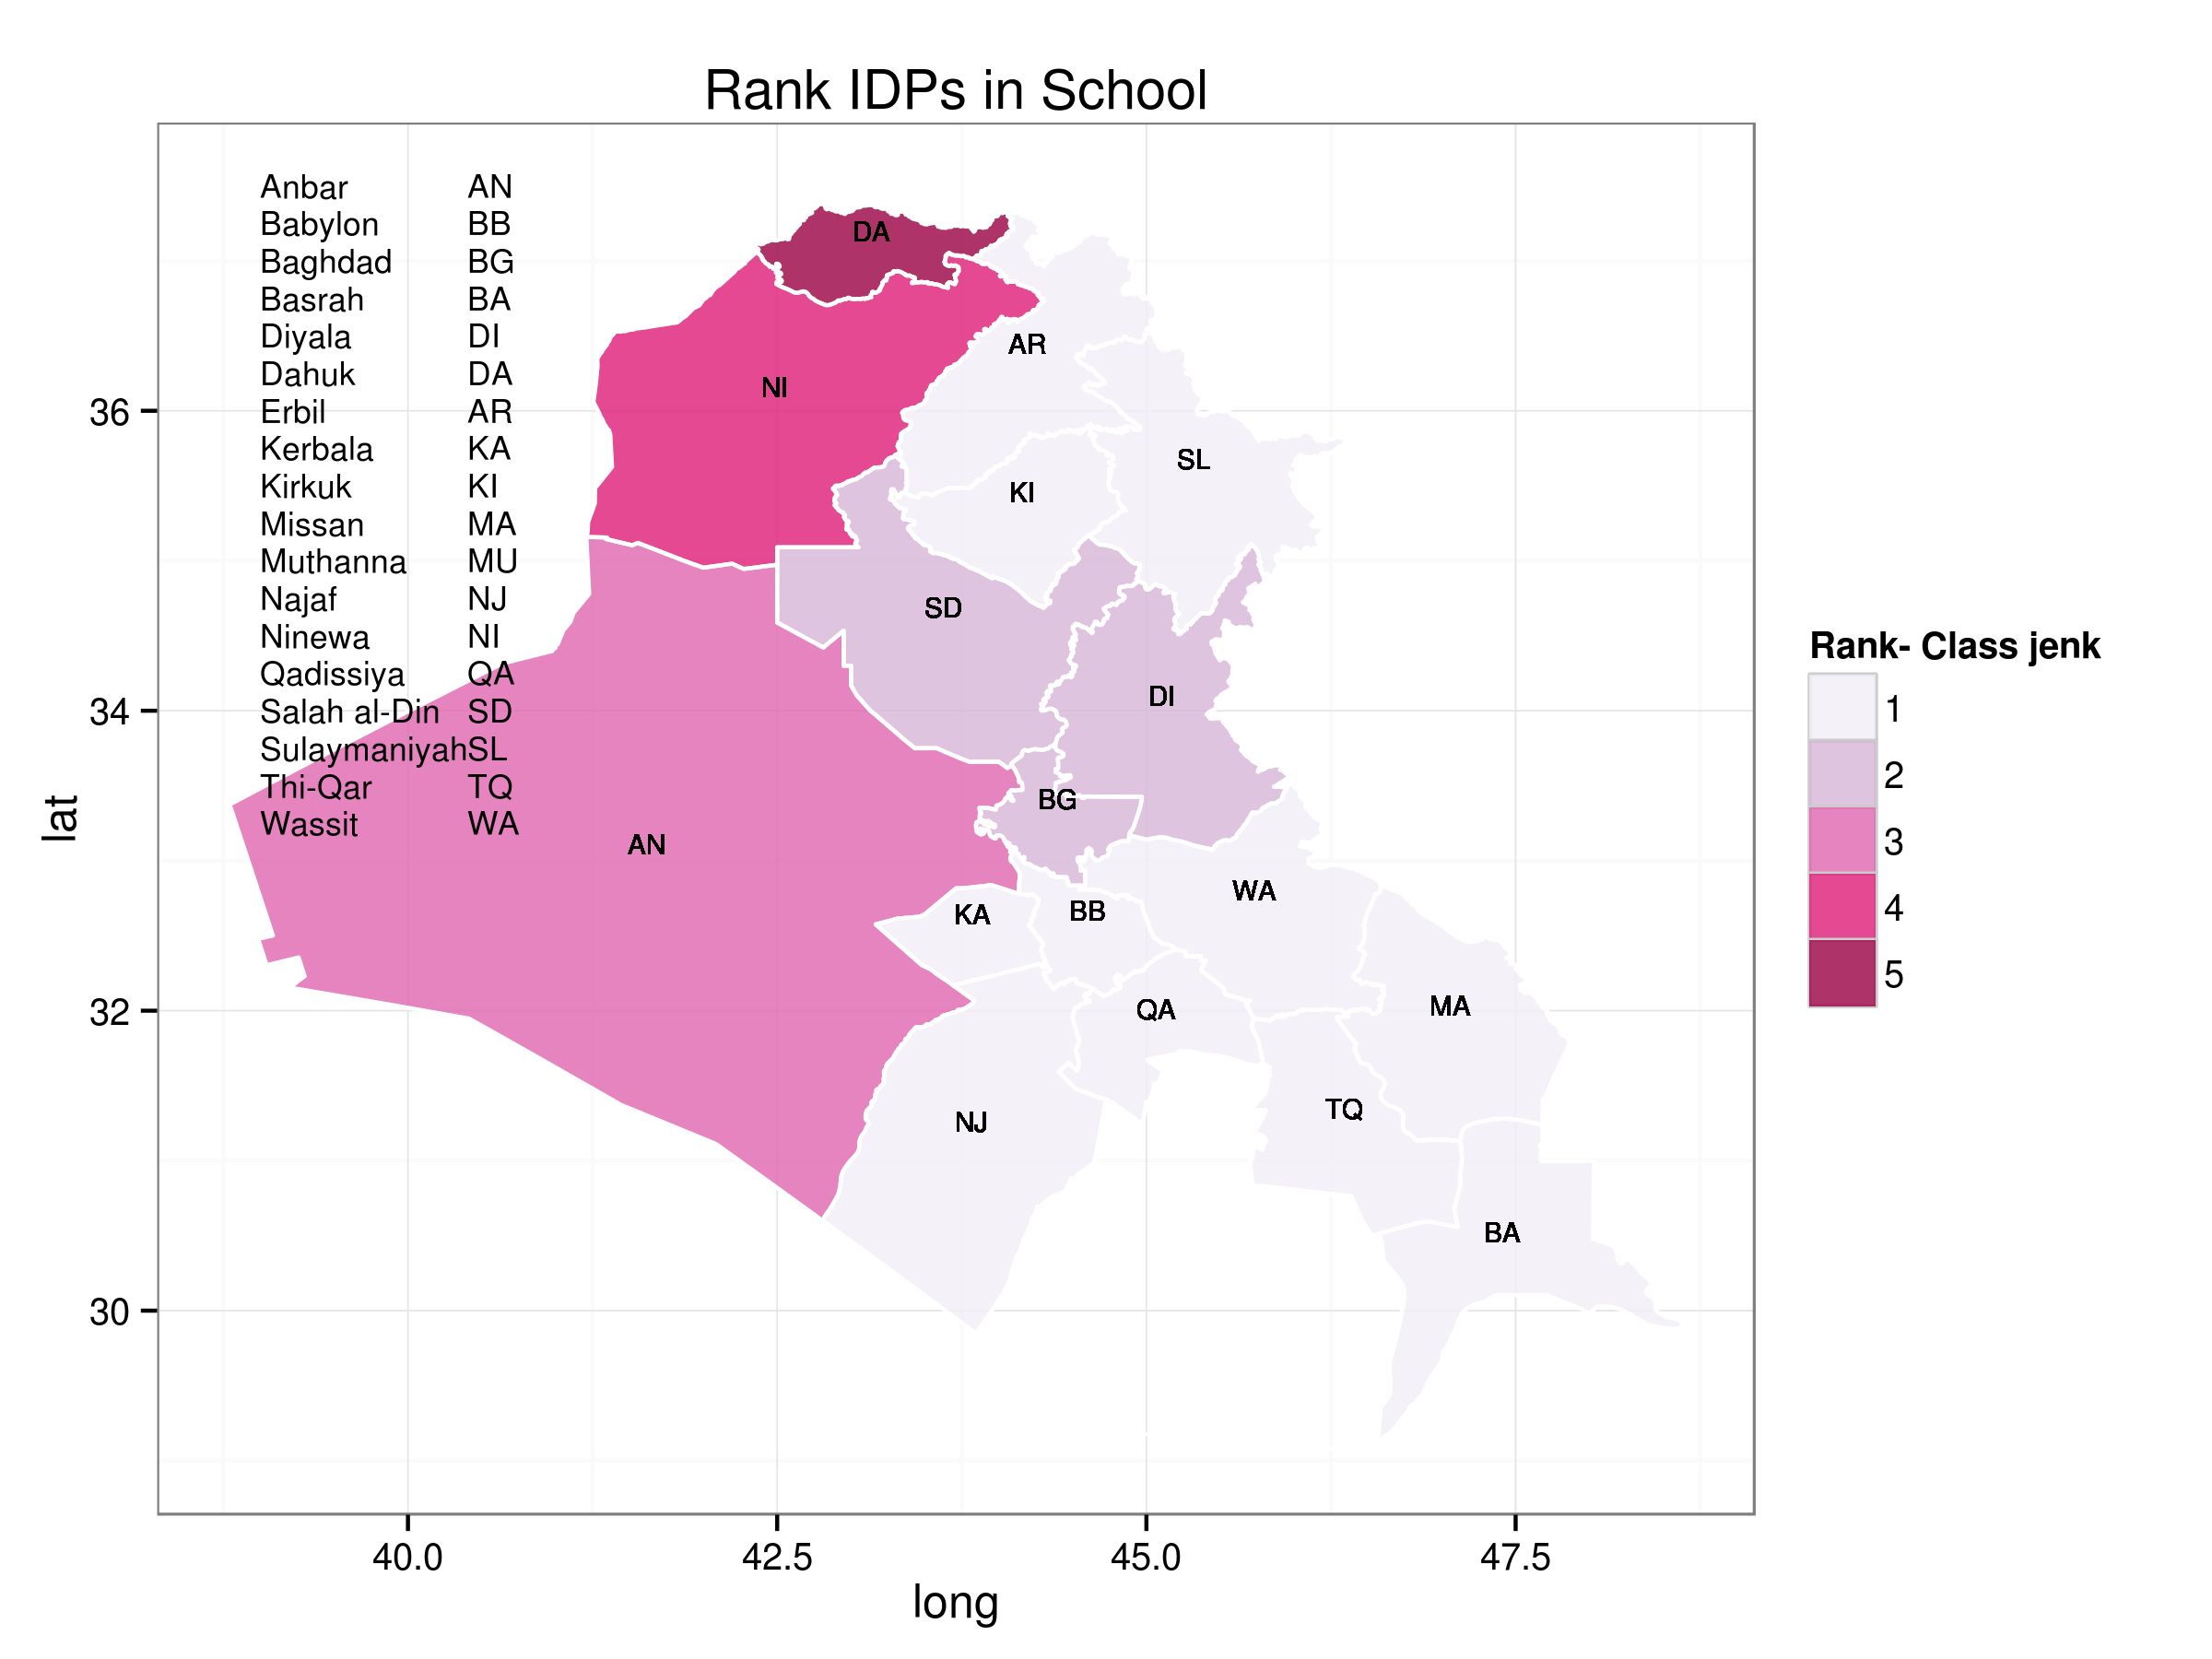 Rank IDPs in School
Anbar AN
Babylon BB
Baghdad BG
Basrah BA
Diyala DI
Dahuk DA
Erbil AR
Kerbala KA
Kirkuk KI
Missan MA
Muthanna MU
Najaf NJ
Ninewa NI
Qadissiya QA
Salah al-Din SD
Sulaymaniyah SL
Thi-Qar TQ
Wassit WA
DA
AR
NI
SL
KI
SD
DI
BG
AN
WA
KA
BB
QA
MA
TQ
NJ
BA
36
34
32
30
lat
40.0 42.5 45.0 47.5
long
Rank- Class jenk
1
2
3
4
5